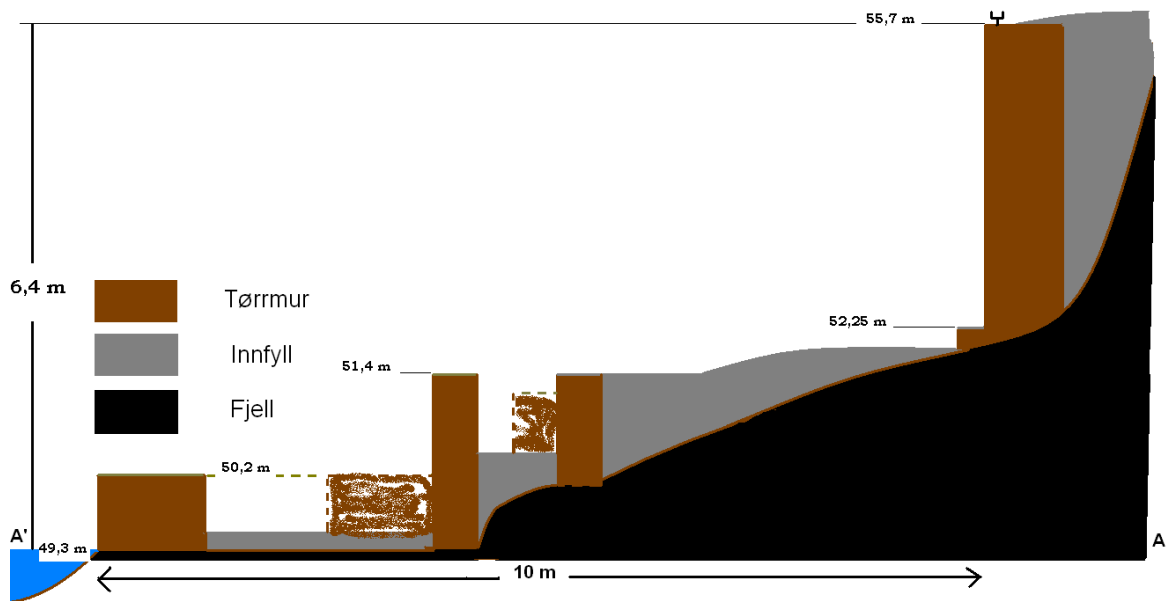 55,7 m
6,4 m
Tørrmur
52,25 m
Innfyll
51,4 m
Fjell
50,2 m
A'
49,3 m
A
10 m